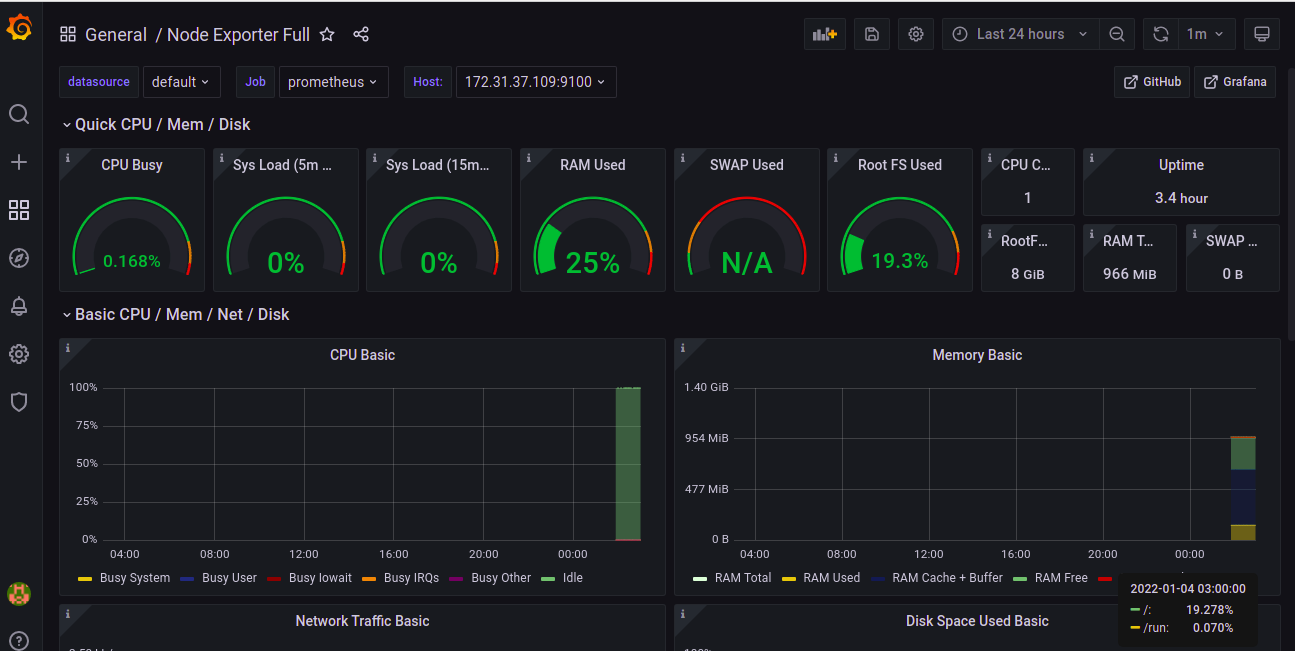 General / Node Exporter Full
Last 24 hours
1m
datasource default Job prometheus Host: 172.31.37.109:9100
GitHub Grafana
Quick CPU / Mem / Disk
CPU Busy
0.168%
Sys Load (5m ...
0%
Sys Load (15m...
0%
RAM Used
25%
SWAP Used
N/A
Root FS Used
19.3%
CPU C...
1
Uptime
3.4 hour
RootF...
8 GiB
RAM T...
966 MiB
SWAP ...
0 B
Basic CPU / Mem / Net / Disk
CPU Basic
100%
75%
50%
25%
0%
04:00 08:00 12:00 16:00 20:00 00:00
Busy System Busy User Busy Iowait Busy IRQs Busy Other Idle
Memory Basic
1.40 GiB
954 MiB
477 MiB
0 B
04:00 08:00 12:00 16:00 20:00 00:00
RAM Total RAM Used RAM Cache + Buffer RAM Free
2022-01-04 03:00:00
/: 19.278%
/run: 0.070%
Network Traffic Basic
Disk Space Used Basic